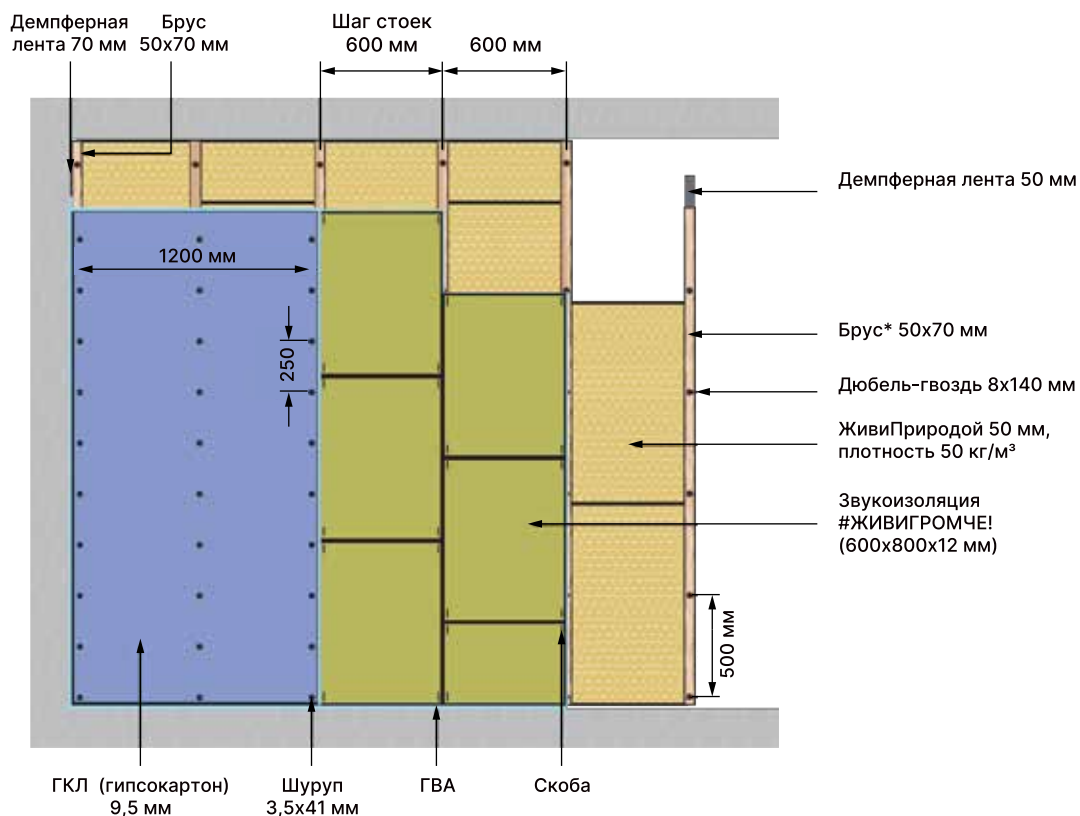 Демпферная
лента 70 мм
Брус
50х70 мм
Шаг стоек
600 мм
600 мм
Демпферная лента 50 мм
1200 мм
250
Брус* 50х70 мм
Дюбель-гвоздь 8х140 мм
ЖивиПриродой 50 мм,
плотность 50 кг/м³
Звукоизоляция
#ЖИВИГРОМЧЕ!
(600х800х12 мм)
500 мм
ГКЛ (гипсокартон)
9,5 мм
Шуруп
3,5х41 мм
ГВА
Скоба